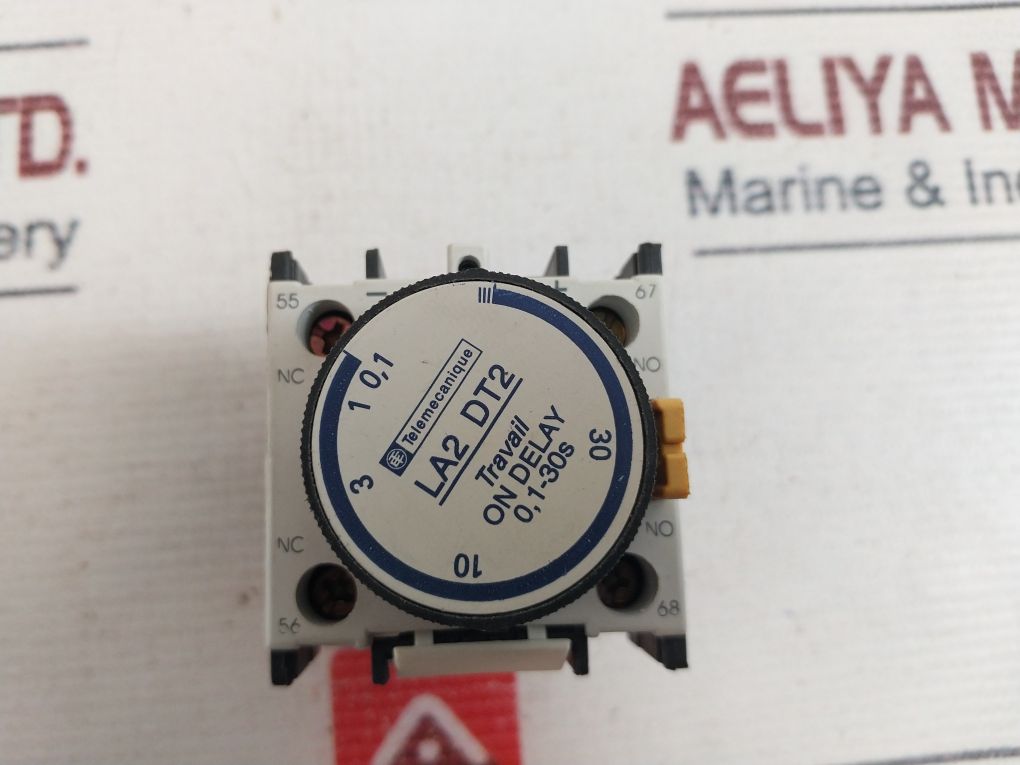 TD.
ery
AELIYA M
Marine & In
55
67
NC
NO
NC
NO
56
68
− +
0,1
1
3
10
30
Telemecanique
LA2 DT2
Travail
ON DELAY
0,1-30s